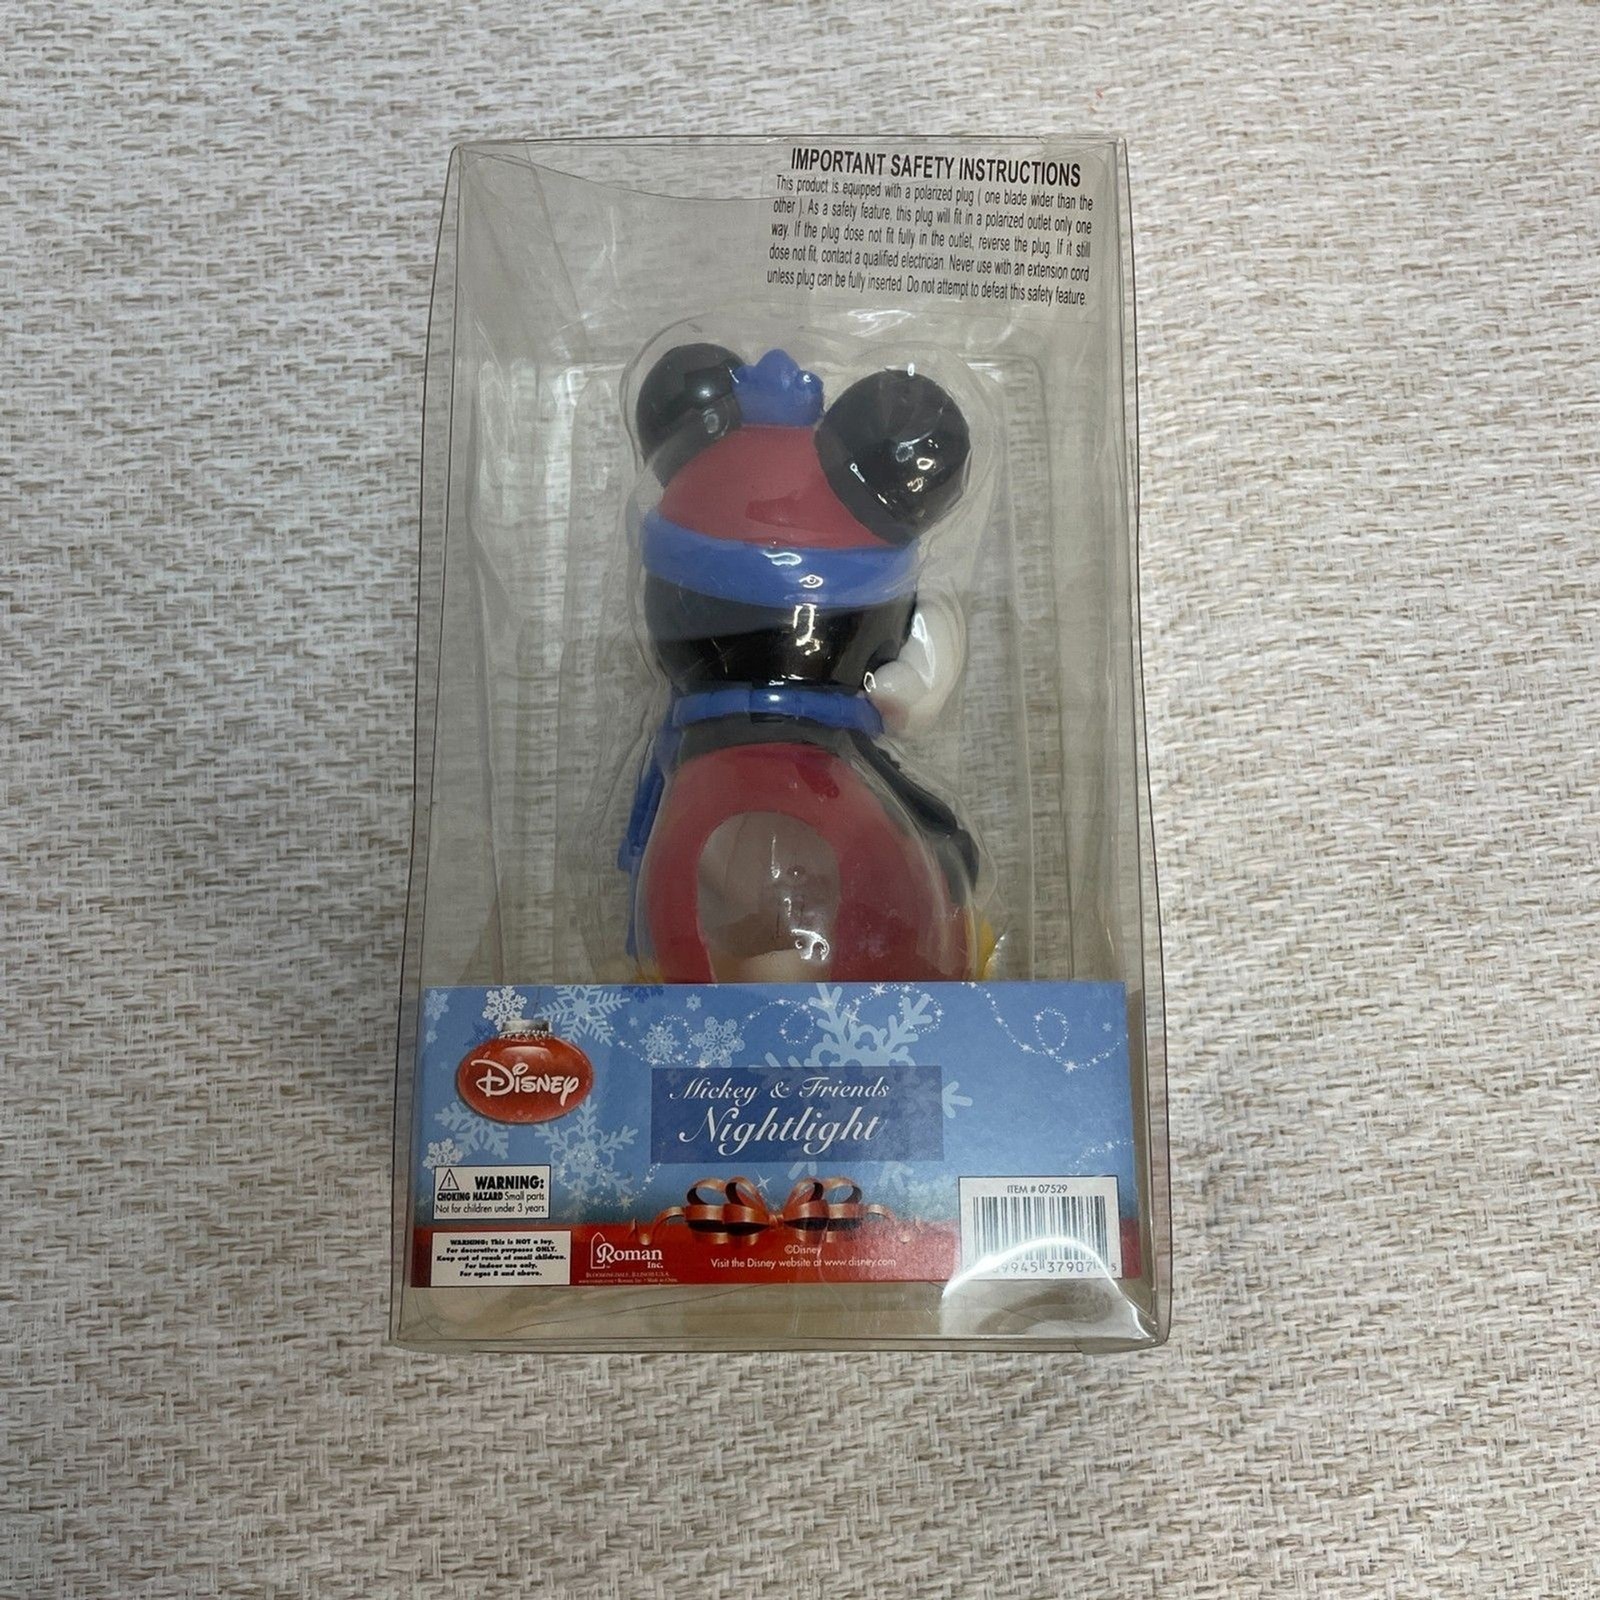 IMPORTANT SAFETY INSTRUCTIONS
This product is equipped with a polarized plug ( one blade wider than the
other ). As a safety feature, this plug will fit in a polarized outlet only one
way. If the plug dose not fit fully in the outlet, reverse the plug. If it still
dose not fit, contact a qualified electrician. Never use with an extension cord
unless plug can be fully inserted. Do not attempt to defeat this safety feature.
Disney
Mickey & Friends
Nightlight
WARNING:
CHOKING HAZARD Small parts.
Not for children under 3 years.
WARNING: This is NOT a toy.
For decorative purposes ONLY.
Keep out of reach of small children.
For indoor use only.
For ages 8 and above.
Roman
Inc.
BLOOMINGDALE, ILLINOIS U.S.A.
©Disney
Visit the Disney website at www.disney.com
ITEM # 07529
9945 37907 5